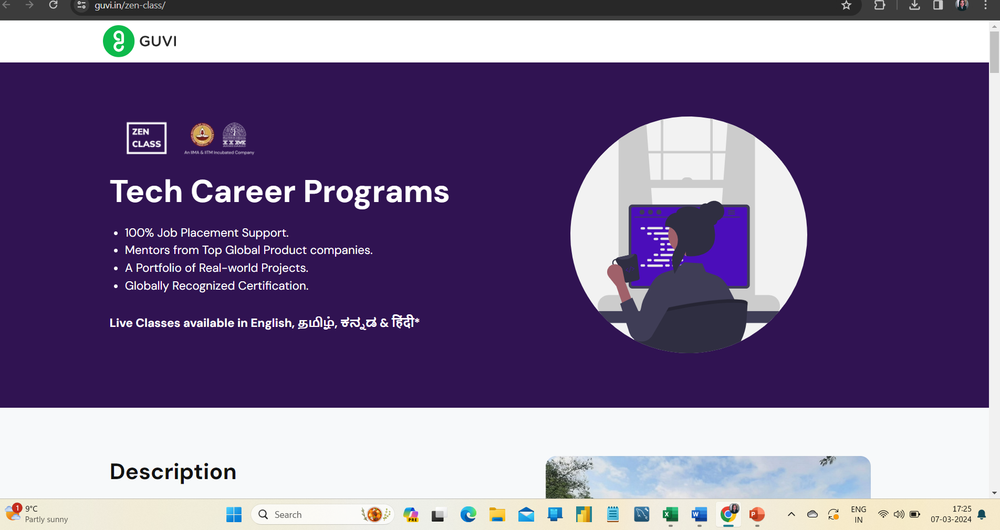 guvi.in/zen-class/
GUVI
ZEN
CLASS
IIM
AHMEDABAD
An IIMA & IITM Incubated Company
Tech Career Programs
• 100% Job Placement Support.
• Mentors from Top Global Product companies.
• A Portfolio of Real-world Projects.
• Globally Recognized Certification.
Live Classes available in English, தமிழ், ಕನ್ನಡ & हिंदी*
Description
1
9°C
Partly sunny
Search
PRE
ENG
IN
17:25
07-03-2024